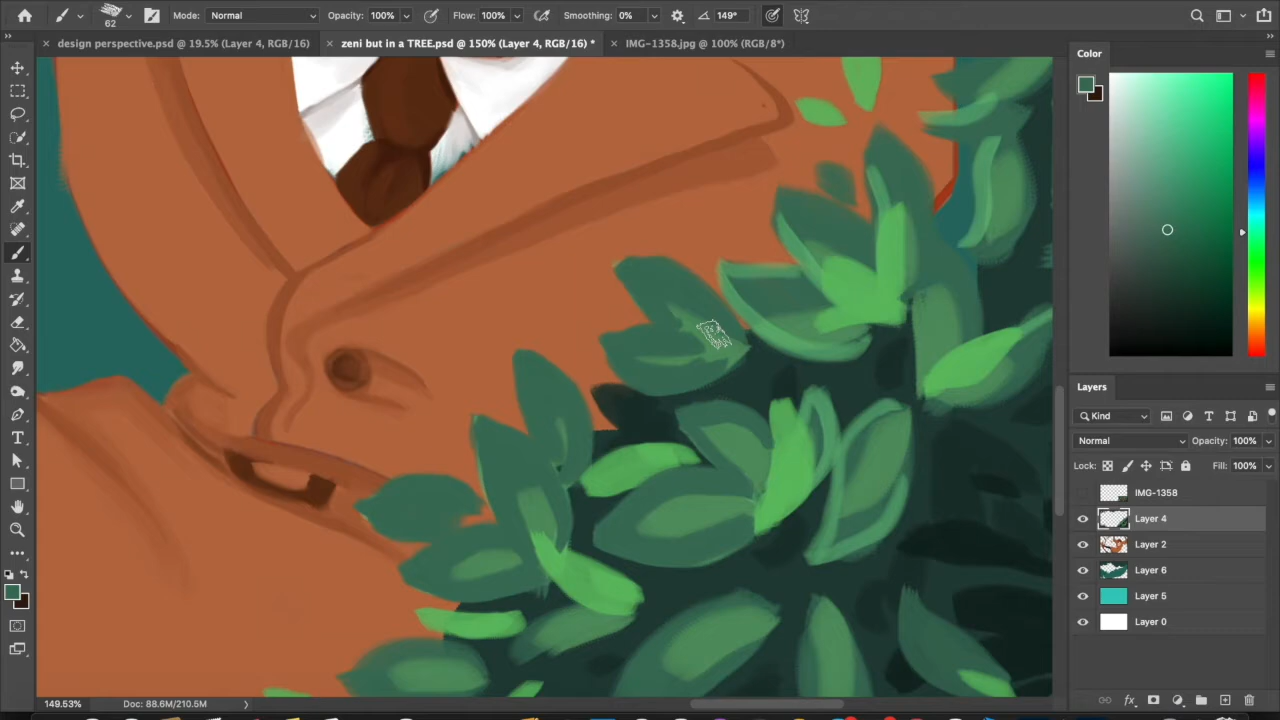 62
Mode: Normal
Opacity: 100%
Flow: 100%
Smoothing: 0%
149°
design perspective.psd @ 19.5% (Layer 4, RGB/16)
zeni but in a TREE.psd @ 150% (Layer 4, RGB/16) *
IMG-1358.jpg @ 100% (RGB/8*)
Color
Layers
Kind
Normal
Opacity: 100%
Lock:
Fill: 100%
IMG-1358
Layer 4
Layer 2
Layer 6
Layer 5
Layer 0
149.53%
Doc: 88.6M/210.5M